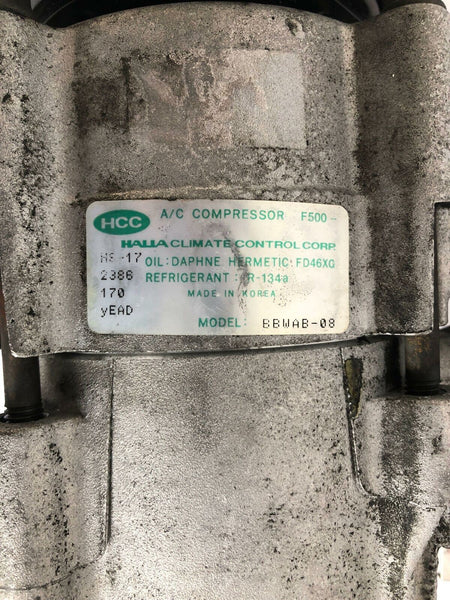 HCC A/C COMPRESSOR F500-
HALLA CLIMATE CONTROL CORP.
HS-17 OIL: DAPHNE HERMETIC: FD46XG
2386 REFRIGERANT: R-134a
170 MADE IN KOREA
yEAD
MODEL: BBWAB-08